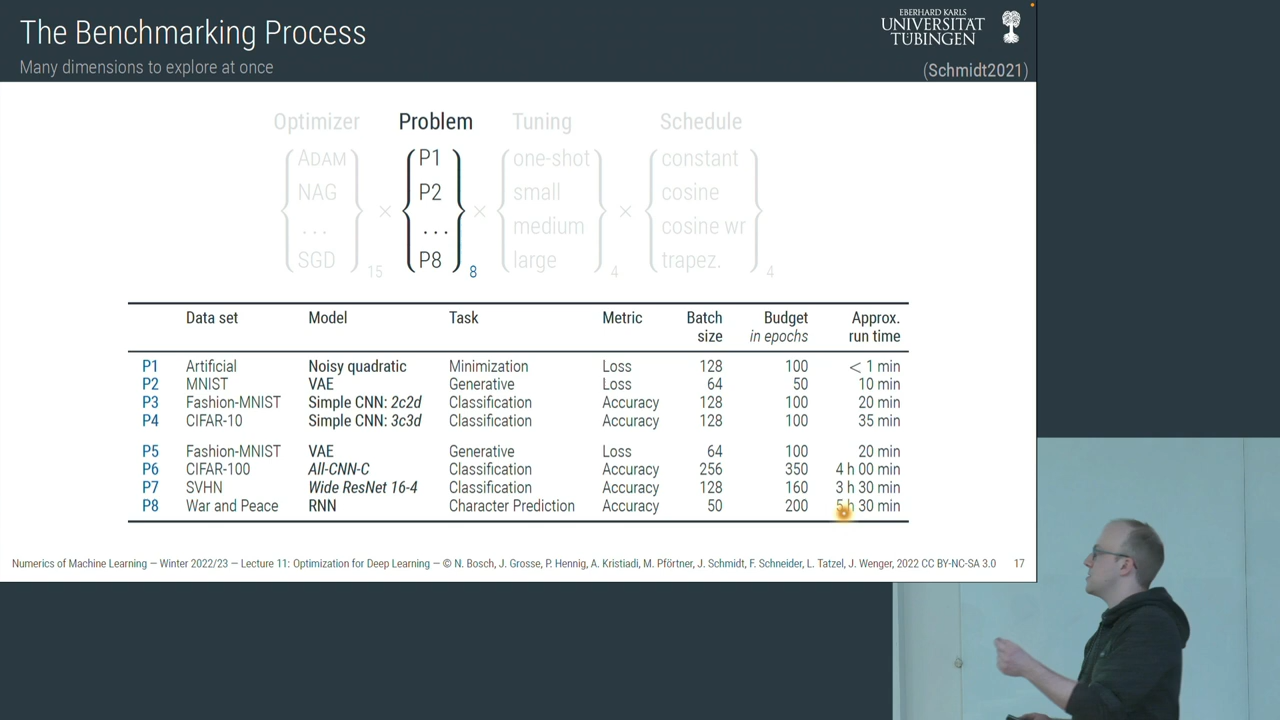 The Benchmarking Process
Many dimensions to explore at once
EBERHARD KARLS
UNIVERSITÄT
TÜBINGEN
(Schmidt2021)
Optimizer Problem Tuning Schedule
ADAM P1 one-shot constant
NAG P2 small cosine
... × ... × medium × cosine wr
SGD P8 large trapez.
15 8 4 4
Data set Model Task Metric Batch size Budget in epochs Approx. run time
P1 Artificial Noisy quadratic Minimization Loss 128 100 < 1 min
P2 MNIST VAE Generative Loss 64 50 10 min
P3 Fashion-MNIST Simple CNN: 2c2d Classification Accuracy 128 100 20 min
P4 CIFAR-10 Simple CNN: 3c3d Classification Accuracy 128 100 35 min
P5 Fashion-MNIST VAE Generative Loss 64 100 20 min
P6 CIFAR-100 All-CNN-C Classification Accuracy 256 350 4 h 00 min
P7 SVHN Wide ResNet 16-4 Classification Accuracy 128 160 3 h 30 min
P8 War and Peace RNN Character Prediction Accuracy 50 200 5 h 30 min
Numerics of Machine Learning — Winter 2022/23 — Lecture 11: Optimization for Deep Learning — © N. Bosch, J. Grosse, P. Hennig, A. Kristiadi, M. Pförtner, J. Schmidt, F. Schneider, L. Tatzel, J. Wenger, 2022 CC BY-NC-SA 3.0 17